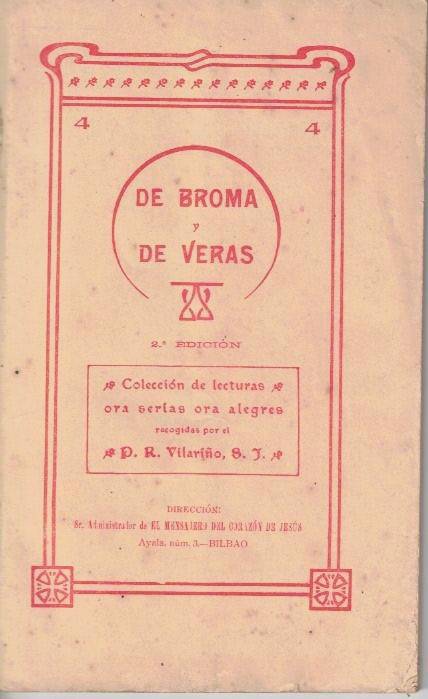 4 4
DE BROMA
y
DE VERAS
2.ª EDICIÓN
Colección de lecturas
ora serias ora alegres
recogidas por el
P. R. Vilariño, S. J.
DIRECCIÓN:
Sr. Administrador de EL MENSAJERO DEL CORAZÓN DE JESÚS
Ayala, núm. 3.—BILBAO